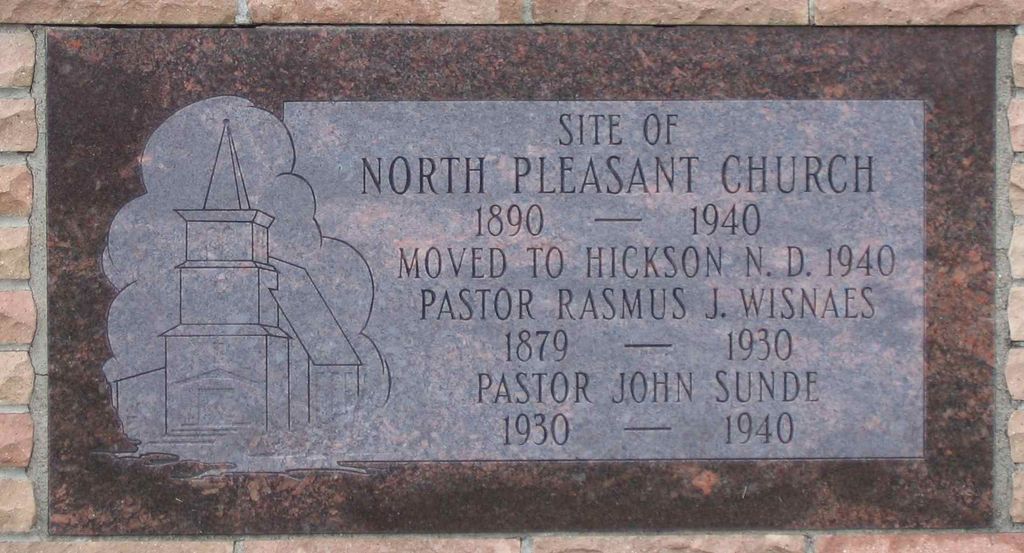 SITE OF
NORTH PLEASANT CHURCH
1890 — 1940
MOVED TO HICKSON N. D. 1940
PASTOR RASMUS J. WISNAES
1879 — 1930
PASTOR JOHN SUNDE
1930 — 1940